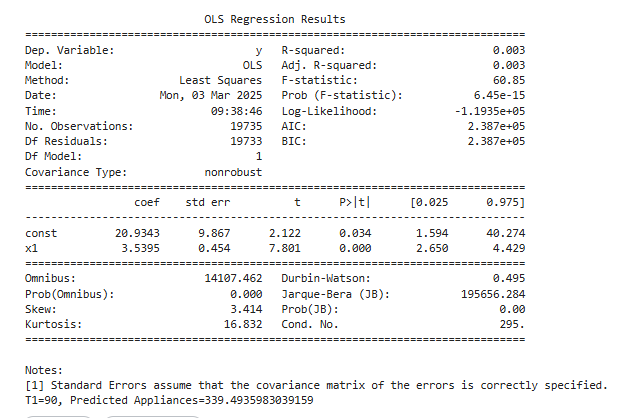 OLS Regression Results
==============================================================================
Dep. Variable:                      y   R-squared:                       0.003
Model:                            OLS   Adj. R-squared:                  0.003
Method:                 Least Squares   F-statistic:                     60.85
Date:                Mon, 03 Mar 2025   Prob (F-statistic):           6.45e-15
Time:                        09:38:46   Log-Likelihood:            -1.1935e+05
No. Observations:               19735   AIC:                         2.387e+05
Df Residuals:                   19733   BIC:                         2.387e+05
Df Model:                           1
Covariance Type:            nonrobust
==============================================================================
                 coef    std err          t      P>|t|      [0.025      0.975]
------------------------------------------------------------------------------
const         20.9343      9.867      2.122      0.034       1.594      40.274
x1             3.5395      0.454      7.801      0.000       2.650       4.429
==============================================================================
Omnibus:                    14107.462   Durbin-Watson:                   0.495
Prob(Omnibus):                  0.000   Jarque-Bera (JB):           195656.284
Skew:                           3.414   Prob(JB):                         0.00
Kurtosis:                      16.832   Cond. No.                         295.
==============================================================================
Notes:
[1] Standard Errors assume that the covariance matrix of the errors is correctly specified.
T1=90, Predicted Appliances=339.4935983039159